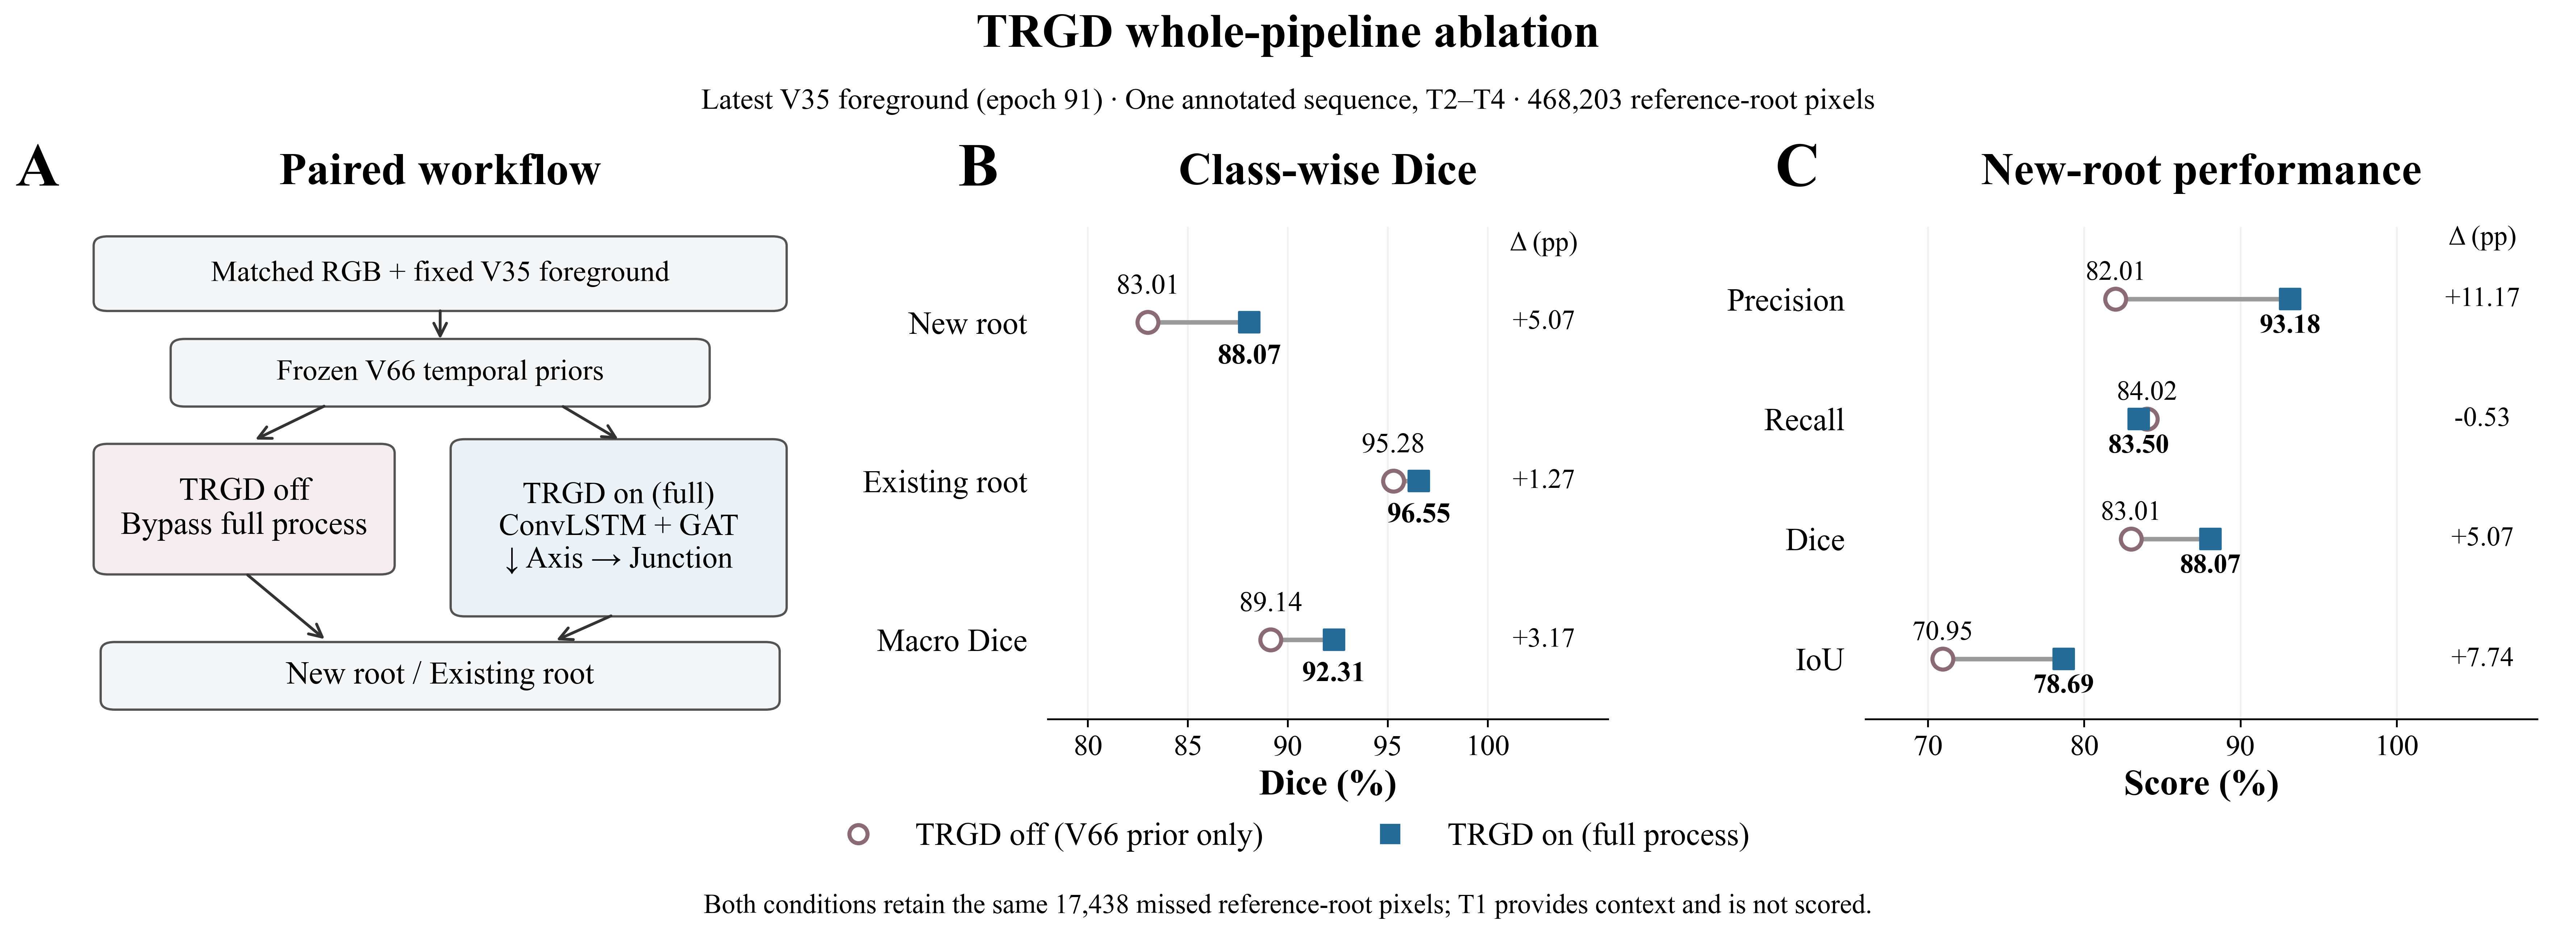 TRGD whole-pipeline ablation
Latest V35 foreground (epoch 91) · One annotated sequence, T2–T4 · 468,203 reference-root pixels
A
Paired workflow
Matched RGB + fixed V35 foreground
Frozen V66 temporal priors
TRGD off
Bypass full process
TRGD on (full)
ConvLSTM + GAT
↓ Axis → Junction
New root / Existing root
B
Class-wise Dice
Δ (pp)
83.01
New root
+5.07
88.07
95.28
Existing root
+1.27
96.55
89.14
Macro Dice
+3.17
92.31
80 85 90 95 100
Dice (%)
C
New-root performance
Δ (pp)
82.01
Precision
+11.17
93.18
84.02
Recall
-0.53
83.50
83.01
Dice
+5.07
88.07
70.95
IoU
+7.74
78.69
70 80 90 100
Score (%)
TRGD off (V66 prior only)
TRGD on (full process)
Both conditions retain the same 17,438 missed reference-root pixels; T1 provides context and is not scored.